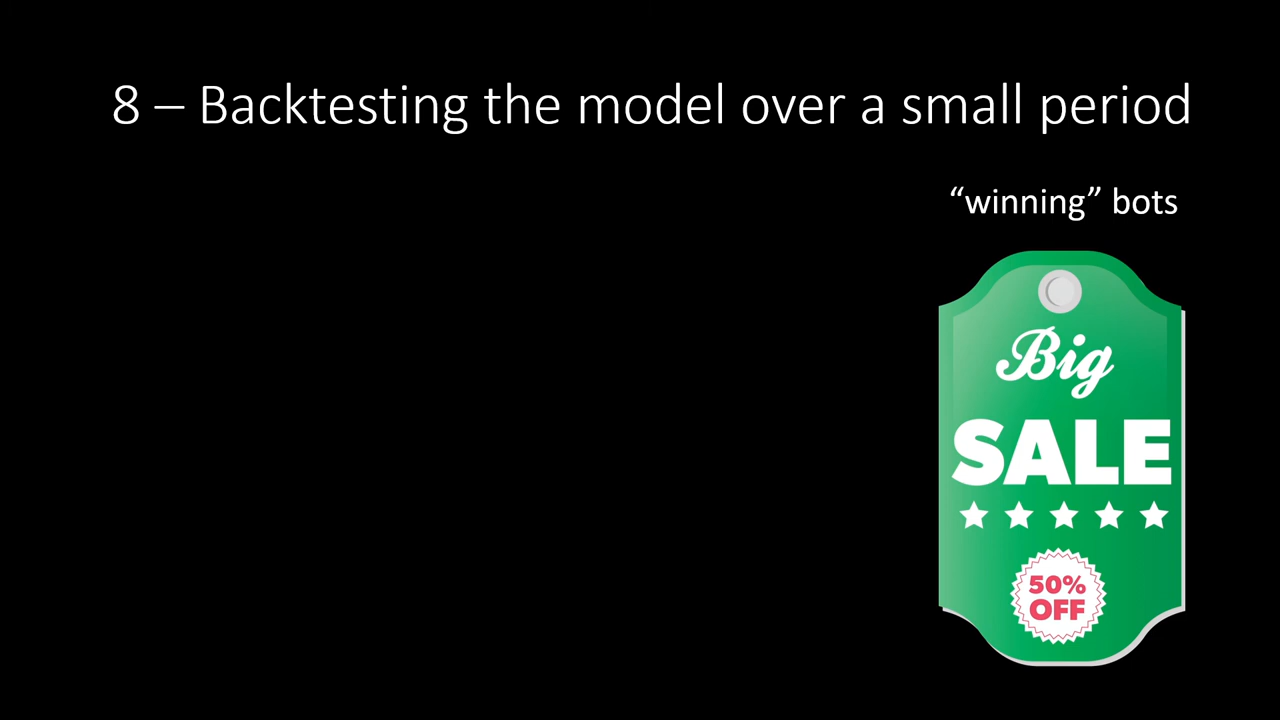 8 – Backtesting the model over a small period
“winning” bots
Big
SALE
50%
OFF